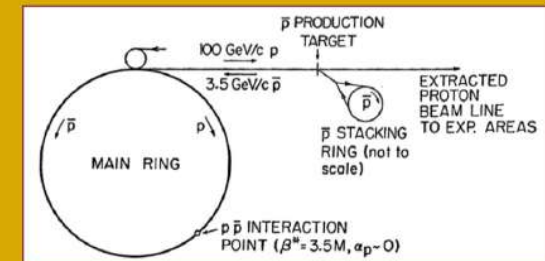 p̄ PRODUCTION
TARGET
100 GeV/c p
3.5 GeV/c p̄
EXTRACTED
PROTON
BEAM LINE
TO EXP. AREAS
p̄
p̄ STACKING
RING (not to
scale)
p̄
p
MAIN RING
p p̄ INTERACTION
POINT (β* = 3.5 M, αp ~ 0)